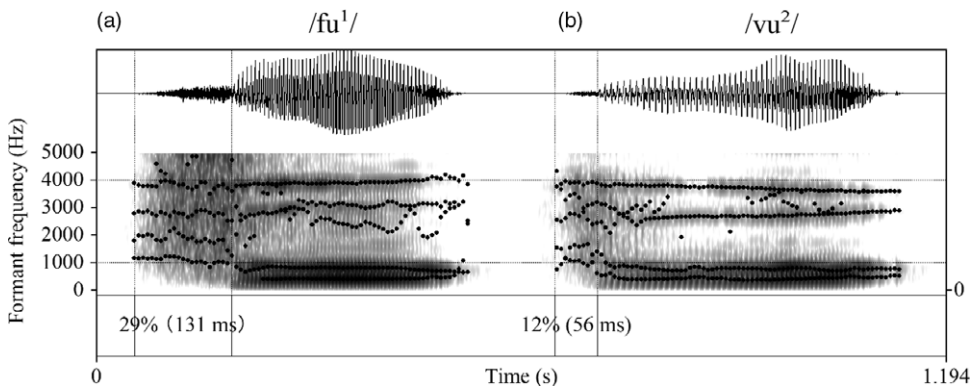 (a) /fu¹/ (b) /vu²/
Formant frequency (Hz)
5000
4000
3000
2000
1000
0 0
29% (131 ms) 12% (56 ms)
0 Time (s) 1.194